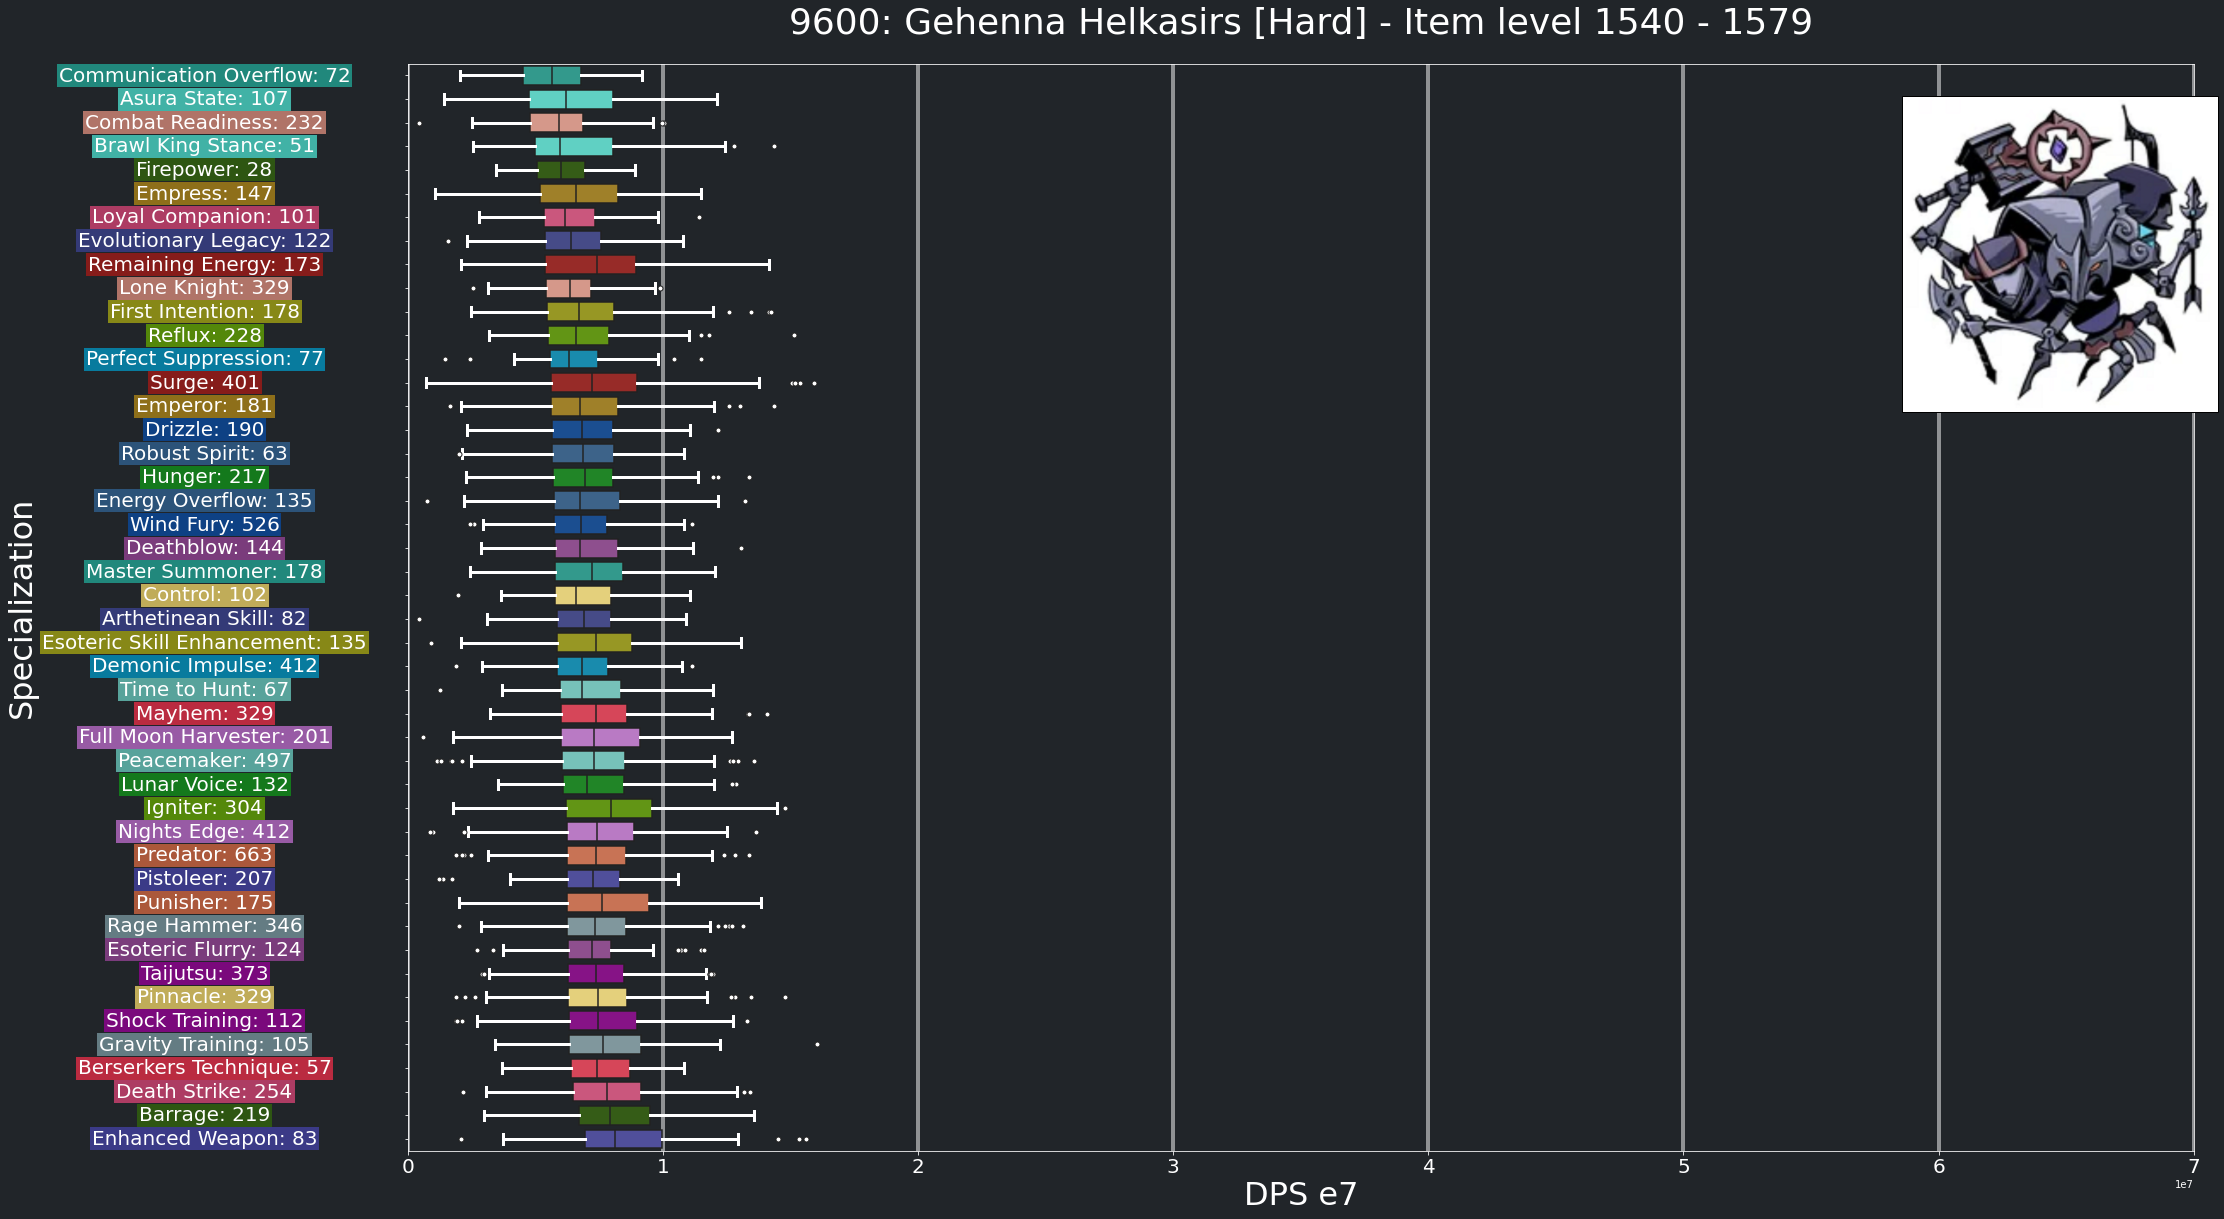 9600: Gehenna Helkasirs [Hard] - Item level 1540 - 1579
Communication Overflow: 72
Asura State: 107
Combat Readiness: 232
Brawl King Stance: 51
Firepower: 28
Empress: 147
Loyal Companion: 101
Evolutionary Legacy: 122
Remaining Energy: 173
Lone Knight: 329
First Intention: 178
Reflux: 228
Perfect Suppression: 77
Surge: 401
Emperor: 181
Drizzle: 190
Robust Spirit: 63
Hunger: 217
Energy Overflow: 135
Wind Fury: 526
Deathblow: 144
Master Summoner: 178
Control: 102
Arthetinean Skill: 82
Esoteric Skill Enhancement: 135
Demonic Impulse: 412
Time to Hunt: 67
Mayhem: 329
Full Moon Harvester: 201
Peacemaker: 497
Lunar Voice: 132
Igniter: 304
Nights Edge: 412
Predator: 663
Pistoleer: 207
Punisher: 175
Rage Hammer: 346
Esoteric Flurry: 124
Taijutsu: 373
Pinnacle: 329
Shock Training: 112
Gravity Training: 105
Berserkers Technique: 57
Death Strike: 254
Barrage: 219
Enhanced Weapon: 83
Specialization
0 1 2 3 4 5 6 7
1e7
DPS e7